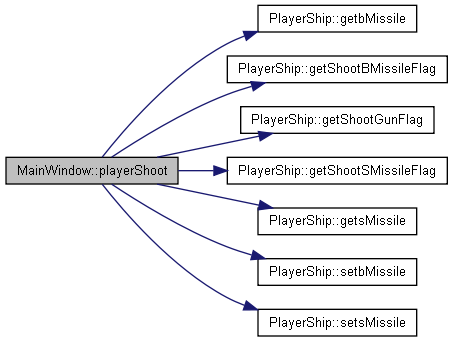 PlayerShip::getbMissile
PlayerShip::getShootBMissileFlag
PlayerShip::getShootGunFlag
MainWindow::playerShoot
PlayerShip::getShootSMissileFlag
PlayerShip::getsMissile
PlayerShip::setbMissile
PlayerShip::setsMissile